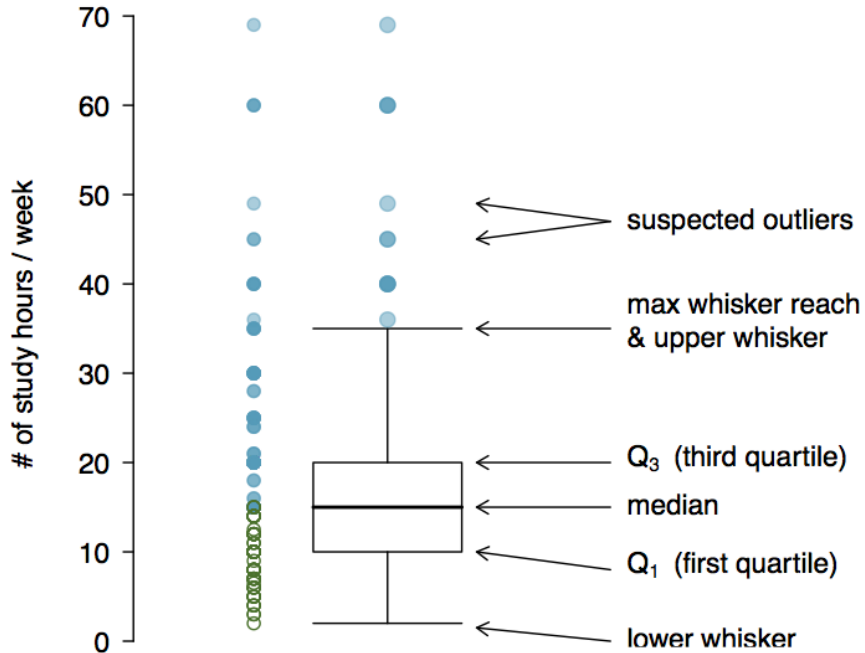 70
60
50
40
30
20
10
0
# of study hours / week
suspected outliers
max whisker reach
& upper whisker
Q3 (third quartile)
median
Q1 (first quartile)
lower whisker